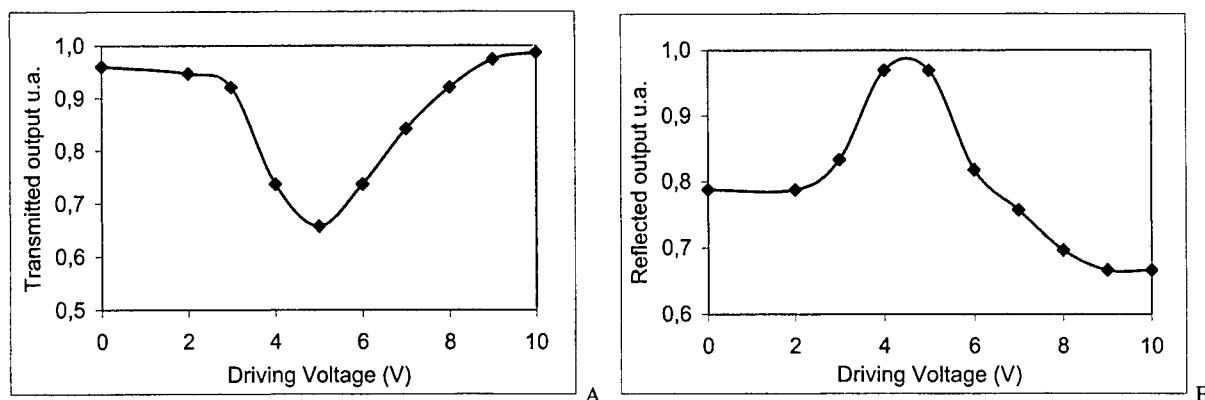 Transmitted output u.a.
1,0
0,9
0,8
0,7
0,6
0,5
0 2 4 6 8 10
Driving Voltage (V)
A
Reflected output u.a.
1,0
0,9
0,8
0,7
0,6
0 2 4 6 8 10
Driving Voltage (V)